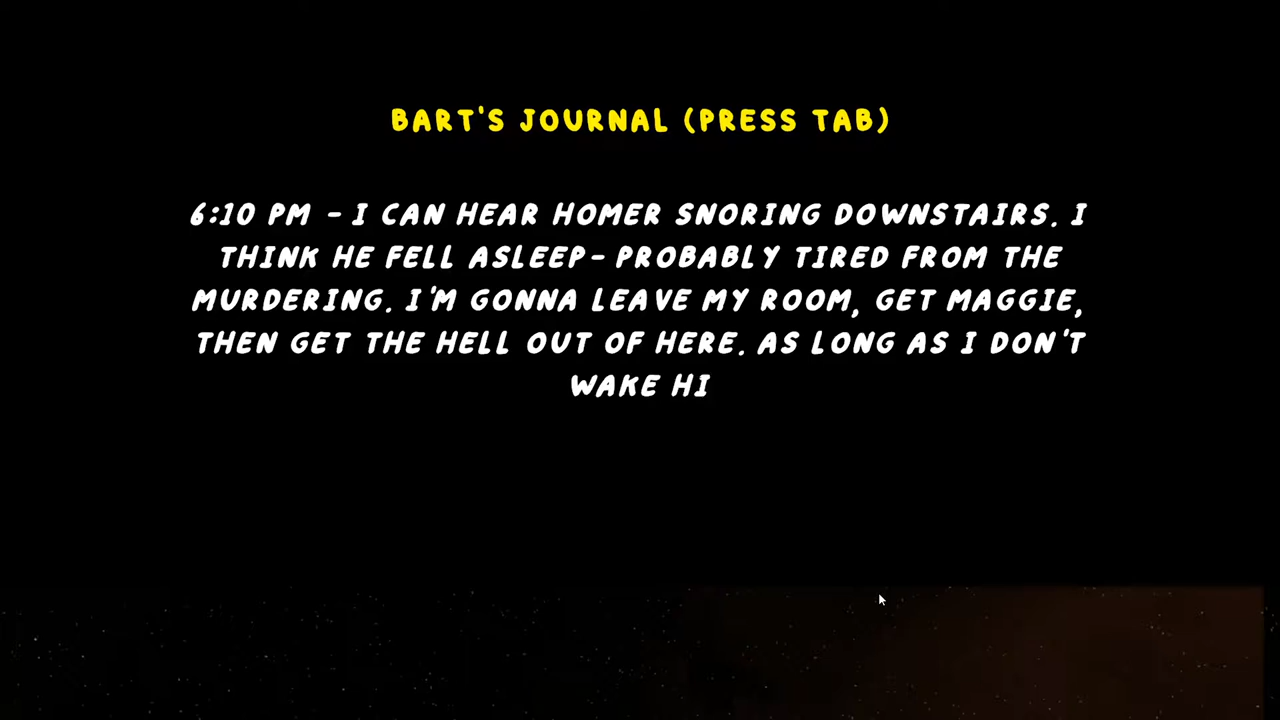 BART'S JOURNAL (PRESS TAB)
6:10 PM - I CAN HEAR HOMER SNORING DOWNSTAIRS. I
THINK HE FELL ASLEEP- PROBABLY TIRED FROM THE
MURDERING. I'M GONNA LEAVE MY ROOM, GET MAGGIE,
THEN GET THE HELL OUT OF HERE. AS LONG AS I DON'T
WAKE HI